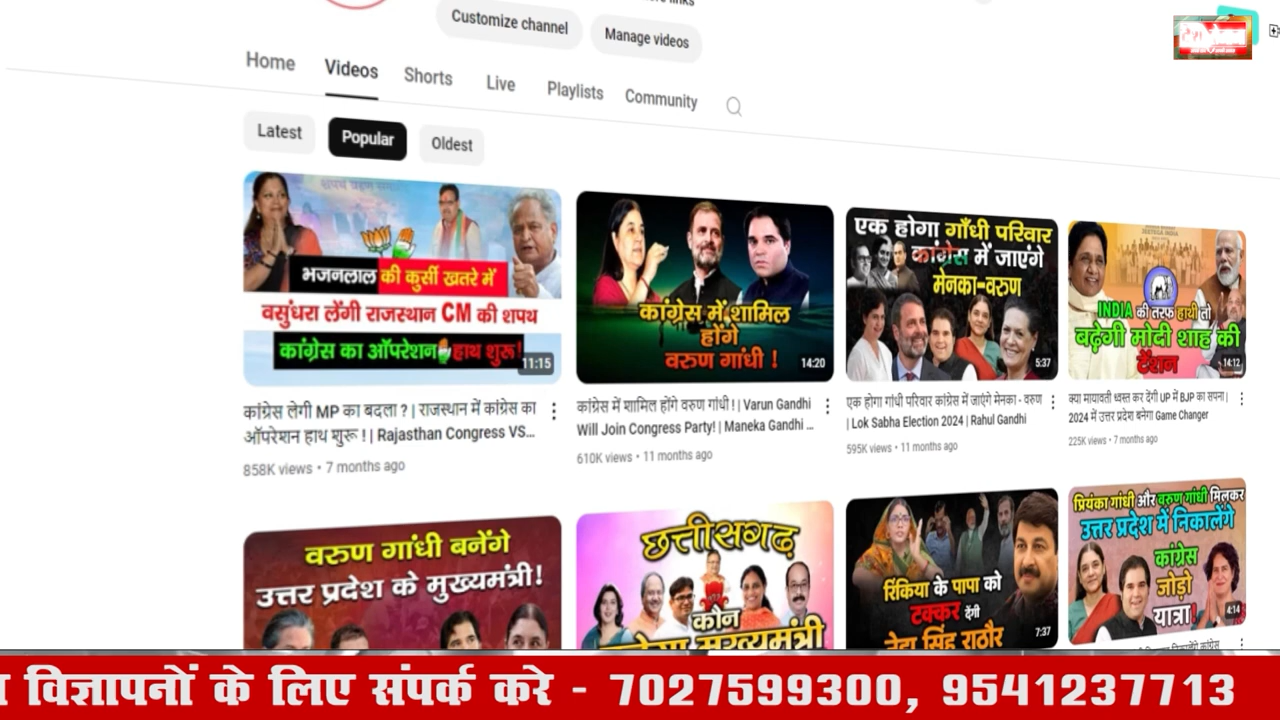 links
Customize channel
Manage videos
Home
Videos
Shorts
Live
Playlists
Community
Latest
Popular
Oldest
भजनलाल की कुर्सी खतरे में
वसुंधरा लेंगी राजस्थान CM की शपथ
कांग्रेस का ऑपरेशन हाथ शुरू!
11:15
कांग्रेस लेगी MP का बदला ? | राजस्थान में कांग्रेस का
ऑपरेशन हाथ शुरू ! | Rajasthan Congress VS...
858K views • 7 months ago
कांग्रेस में शामिल
होंगे
वरुण गांधी !
14:20
कांग्रेस में शामिल होंगे वरुण गांधी ! | Varun Gandhi
Will Join Congress Party! | Maneka Gandhi ...
610K views • 11 months ago
एक होगा गाँधी परिवार
कांग्रेस में जाएंगे
मेनका-वरुण
5:37
एक होगा गांधी परिवार कांग्रेस में जाएंगे मेनका - वरुण
| Lok Sabha Election 2024 | Rahul Gandhi
595K views • 11 months ago
INDIA की तरफ हाथी तो
बढ़ेगी मोदी शाह की
टेंशन
14:12
क्या मायावती ध्वस्त कर देंगी UP में BJP का सपना |
2024 में उत्तर प्रदेश बनेगा Game Changer
225K views • 7 months ago
वरुण गांधी बनेंगे
उत्तर प्रदेश के मुख्यमंत्री!
छत्तीसगढ़
कौन
मुख्यमंत्री
रिंकिया के पापा को
टक्कर देंगी
नेहा सिंह राठौर
7:37
प्रियंका गांधी और वरुण गांधी मिलकर
उत्तर प्रदेश में निकालेंगे
कांग्रेस
जोड़ो
यात्रा!
4:14
विज्ञापनों के लिए संपर्क करे - 7027599300, 9541237713